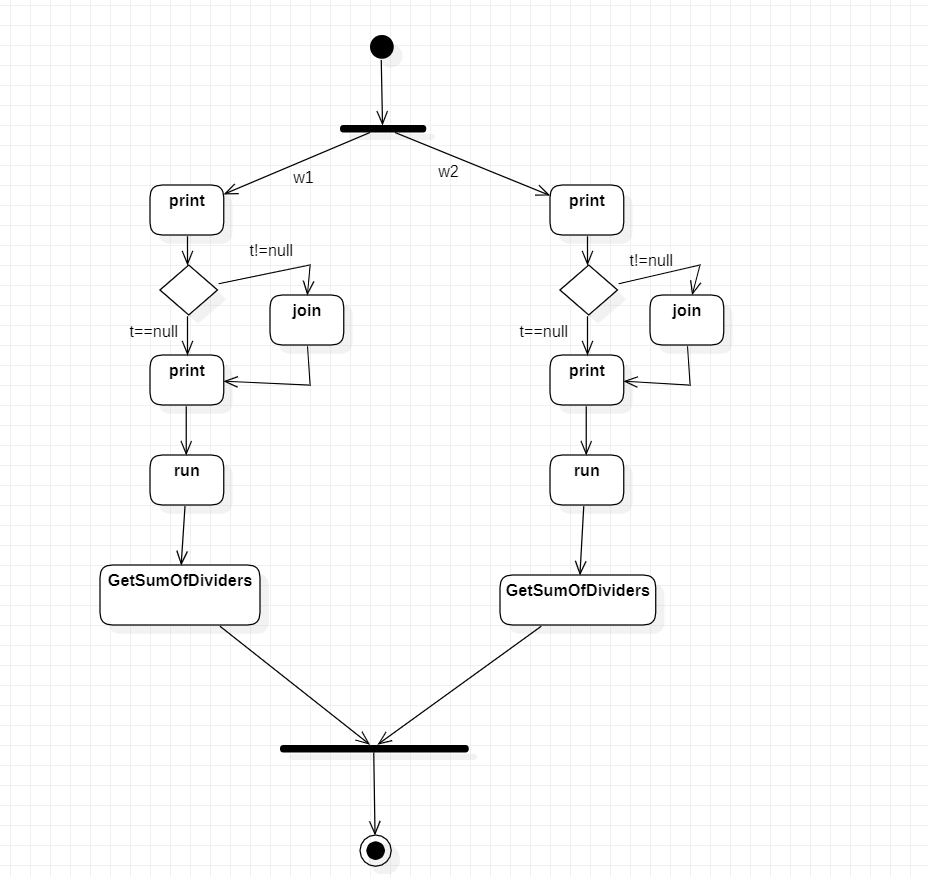 w1
w2
print
print
t!=null
t!=null
join
join
t==null
t==null
print
print
run
run
GetSumOfDividers
GetSumOfDividers